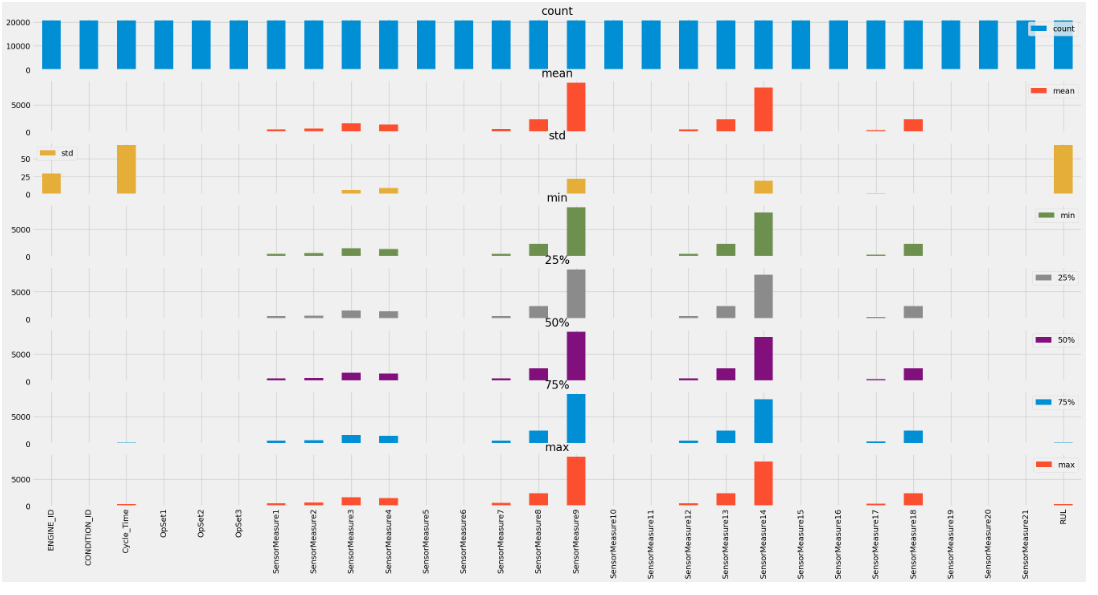 count
20000
10000
0
count
mean
5000
0
mean
std
50
25
0
std
min
5000
0
min
25%
5000
0
25%
50%
5000
0
50%
75%
5000
0
75%
max
5000
0
max
ENGINE_ID
CONDITION_ID
Cycle_Time
OpSet1
OpSet2
OpSet3
SensorMeasure1
SensorMeasure2
SensorMeasure3
SensorMeasure4
SensorMeasure5
SensorMeasure6
SensorMeasure7
SensorMeasure8
SensorMeasure9
SensorMeasure10
SensorMeasure11
SensorMeasure12
SensorMeasure13
SensorMeasure14
SensorMeasure15
SensorMeasure16
SensorMeasure17
SensorMeasure18
SensorMeasure19
SensorMeasure20
SensorMeasure21
RUL